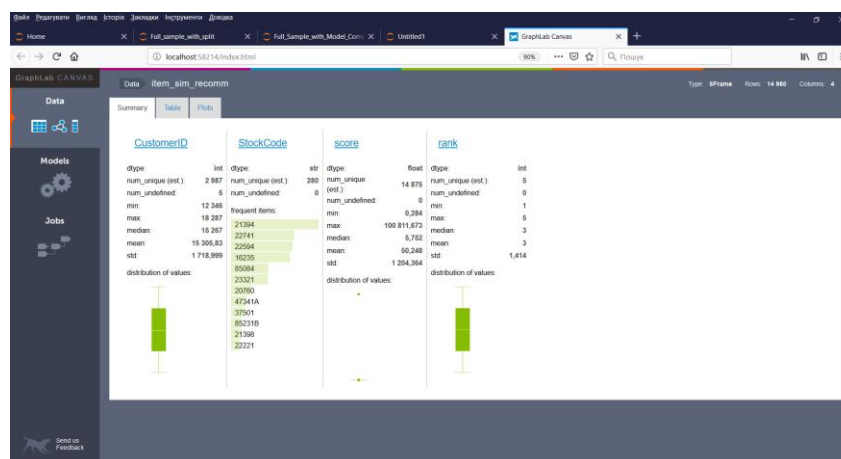 Файл Редагувати Вигляд Історія Закладки Інструменти Довідка
Home
Full_sample_with_split
Full_Sample_with_Model_Com
Untitled1
GraphLab Canvas
localhost:58214/index.html
90%
Пошук
GraphLab CANVAS
Data
Models
Jobs
Send us
Feedback
Data item_sim_recomm
Type: SFrame Rows: 14 980 Columns: 4
Summary Table Plots
CustomerID
dtype: int
num_unique (est.): 2 987
num_undefined: 5
min: 12 346
max: 18 287
median: 15 267
mean: 15 305,83
std: 1 718,999
distribution of values:
StockCode
dtype: str
num_unique (est.): 280
num_undefined: 0
frequent items:
21394
22741
22594
16235
85084
23321
20760
47341A
37501
85231B
21398
22221
score
dtype: float
num_unique
(est.): 14 875
num_undefined: 0
min: 0,284
max: 100 811,673
median: 5,752
mean: 50,248
std: 1 204,364
distribution of values:
rank
dtype: int
num_unique (est.): 5
num_undefined: 0
min: 1
max: 5
median: 3
mean: 3
std: 1,414
distribution of values: